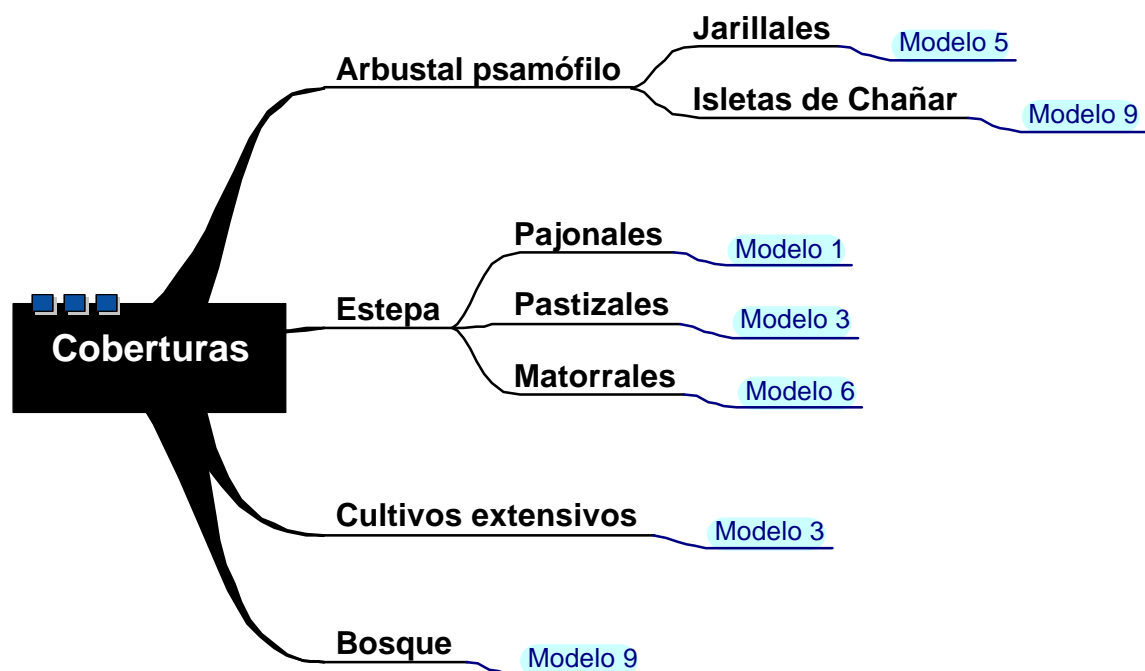 Jarillales
Modelo 5
Arbustal psamófilo
Isletas de Chañar
Modelo 9
Pajonales
Modelo 1
Estepa
Pastizales
Modelo 3
Coberturas
Matorrales
Modelo 6
Cultivos extensivos
Modelo 3
Bosque
Modelo 9